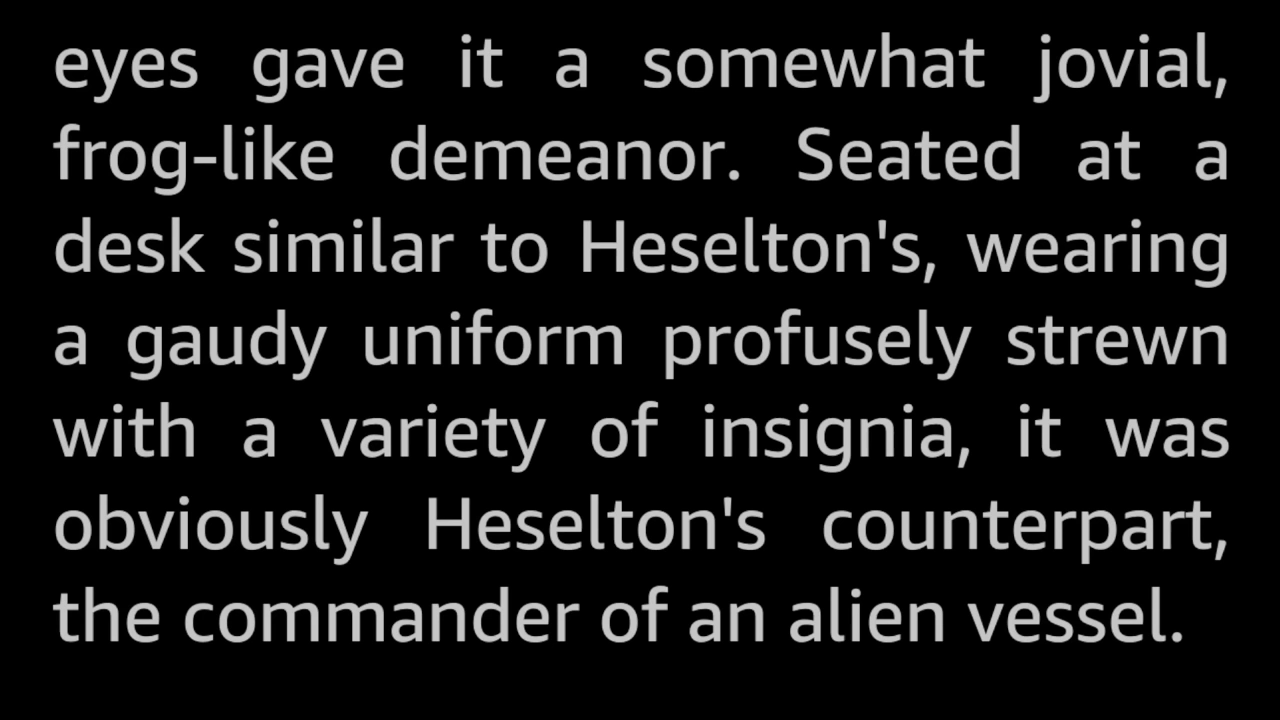 eyes gave it a somewhat jovial,
frog-like demeanor. Seated at a
desk similar to Heselton's, wearing
a gaudy uniform profusely strewn
with a variety of insignia, it was
obviously Heselton's counterpart,
the commander of an alien vessel.